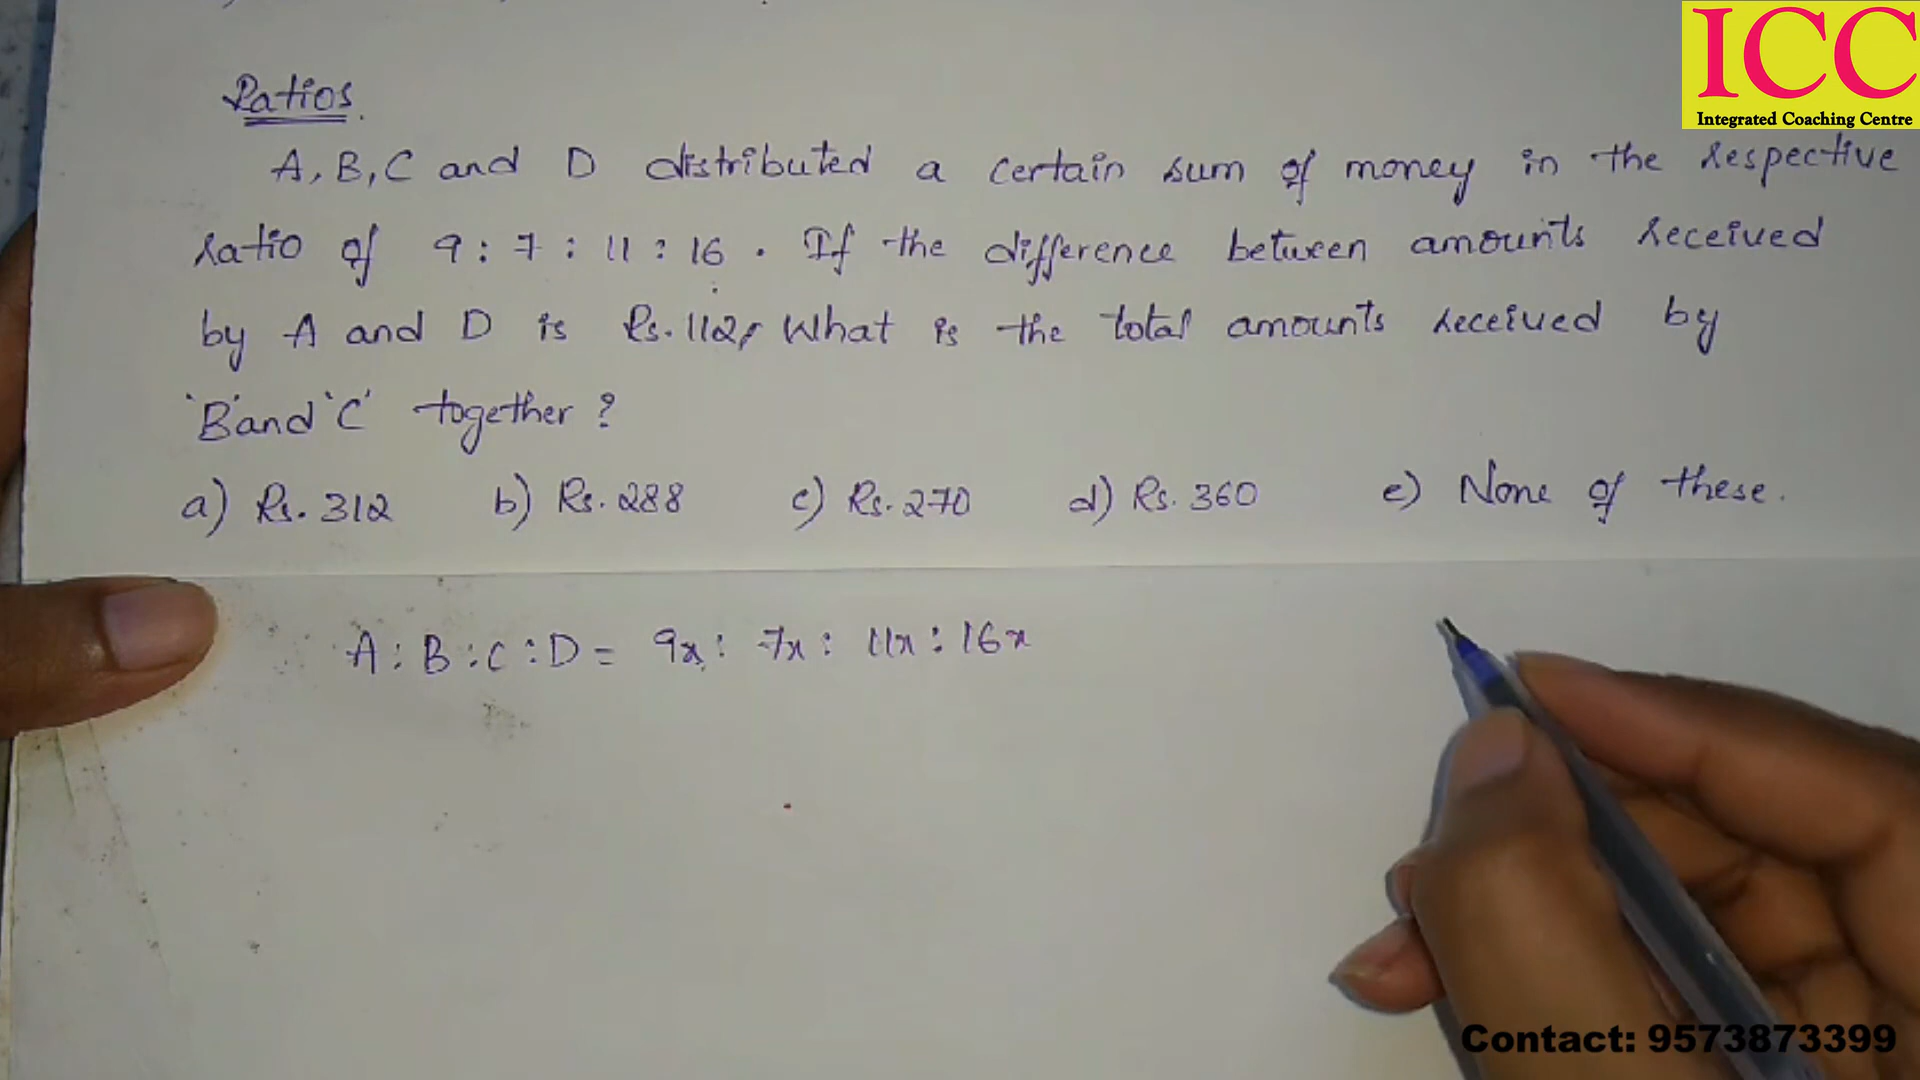 ICC
Integrated Coaching Centre
Ratios.
A, B, C and D distributed a certain sum of money in the respective
ratio of 9 : 7 : 11 : 16 . If the difference between amounts received
by A and D is Rs. 112, What is the total amounts received by
'B' and 'C' together ?
a) Rs. 312 b) Rs. 288 c) Rs. 270 d) Rs. 360 e) None of these.
A : B : C : D = 9x : 7x : 11x : 16x
Contact: 9573873399